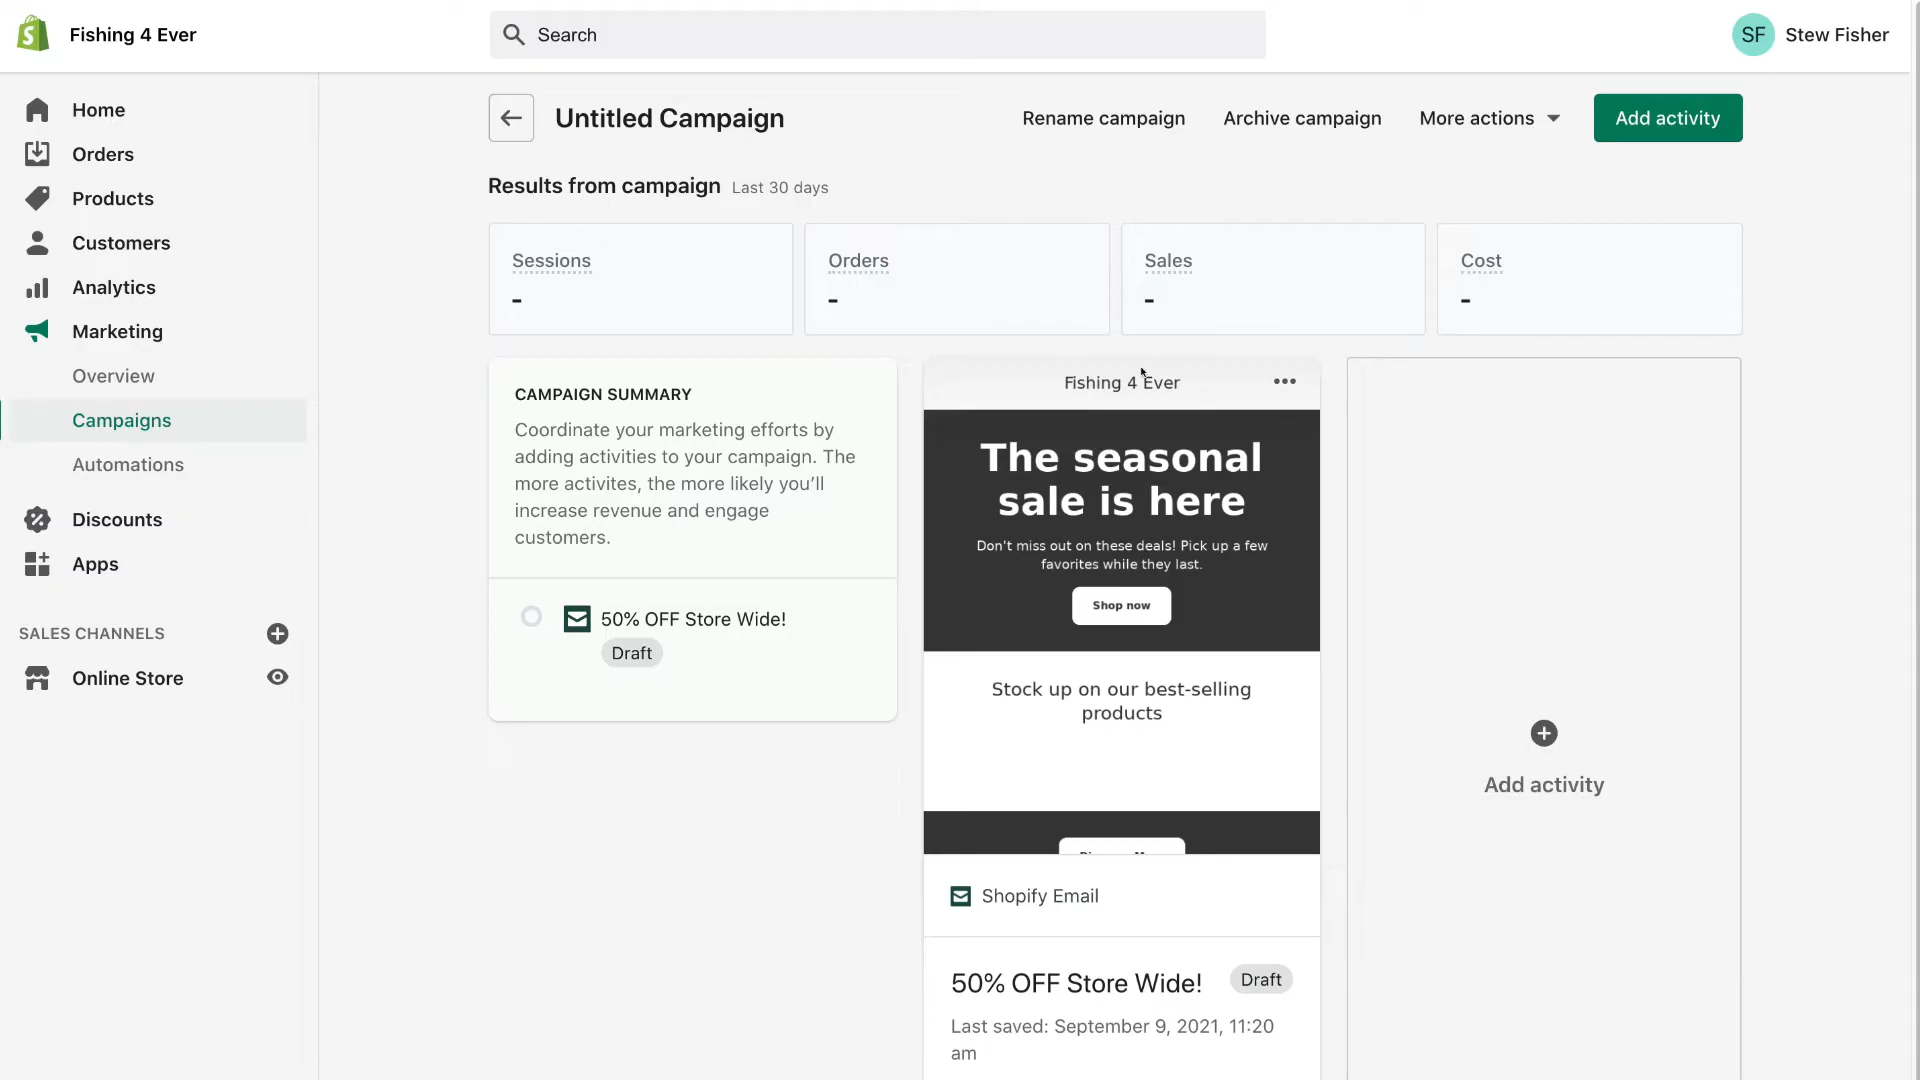 Fishing 4 Ever
Search
SF Stew Fisher
Home
Orders
Products
Customers
Analytics
Marketing
Overview
Campaigns
Automations
Discounts
Apps
SALES CHANNELS
Online Store
Untitled Campaign
Rename campaign
Archive campaign
More actions
Add activity
Results from campaign Last 30 days
Sessions
-
Orders
-
Sales
-
Cost
-
CAMPAIGN SUMMARY
Coordinate your marketing efforts by
adding activities to your campaign. The
more activites, the more likely you’ll
increase revenue and engage
customers.
50% OFF Store Wide!
Draft
Fishing 4 Ever
The seasonal
sale is here
Don't miss out on these deals! Pick up a few
favorites while they last.
Shop now
Stock up on our best-selling
products
Shopify Email
50% OFF Store Wide! Draft
Last saved: September 9, 2021, 11:20
am
Add activity